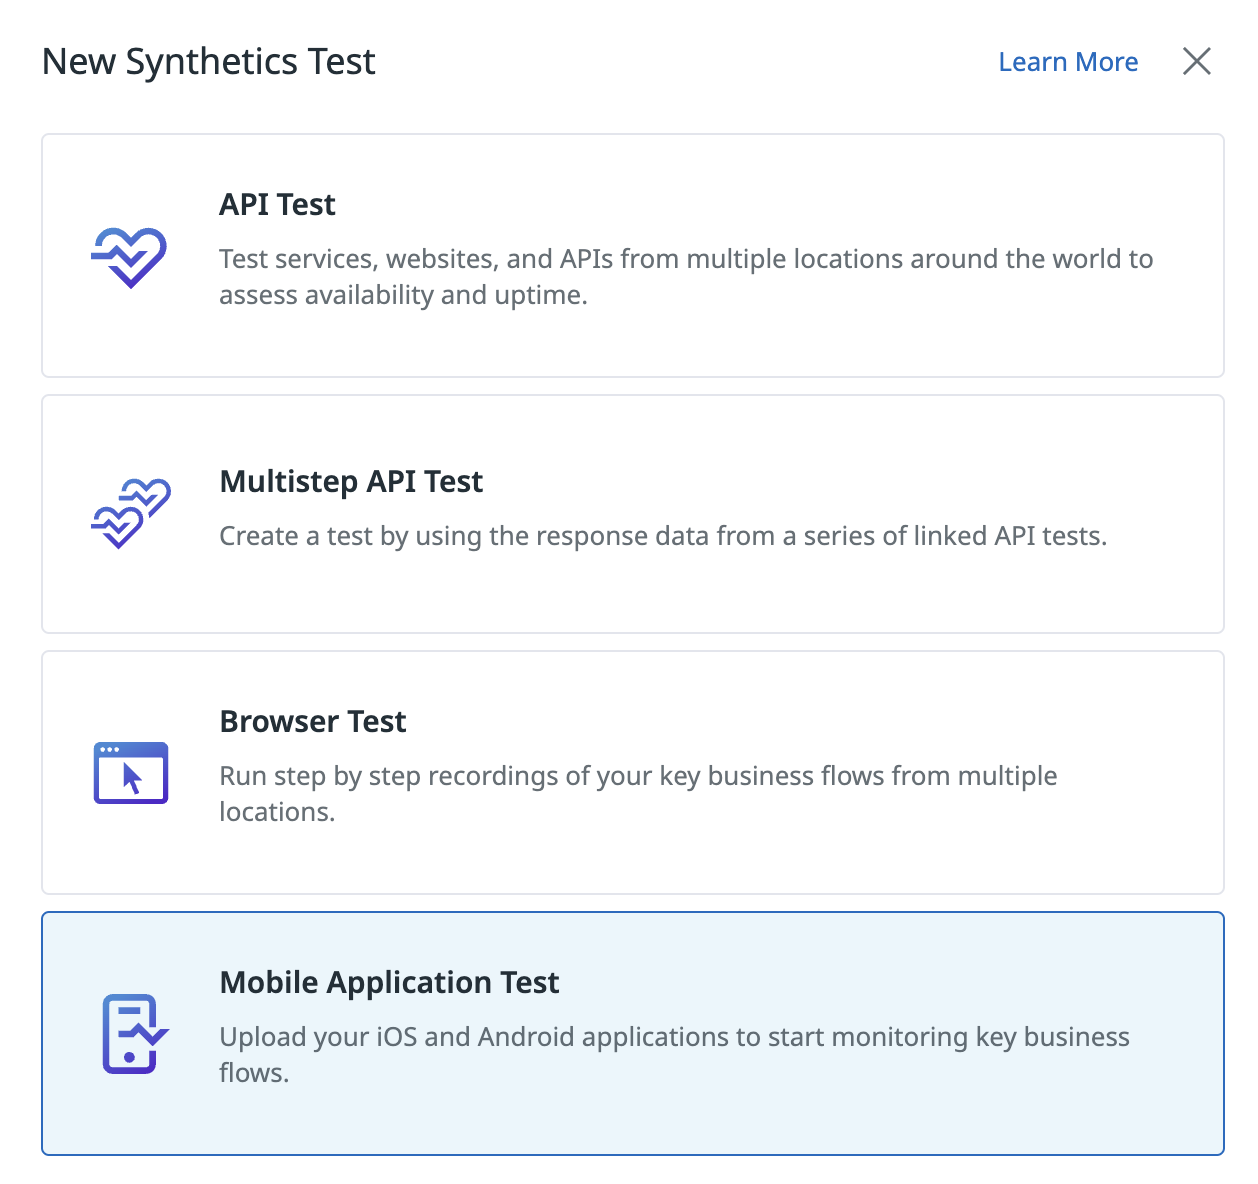 New Synthetics Test
Learn More
API Test
Test services, websites, and APIs from multiple locations around the world to
assess availability and uptime.
Multistep API Test
Create a test by using the response data from a series of linked API tests.
Browser Test
Run step by step recordings of your key business flows from multiple
locations.
Mobile Application Test
Upload your iOS and Android applications to start monitoring key business
flows.